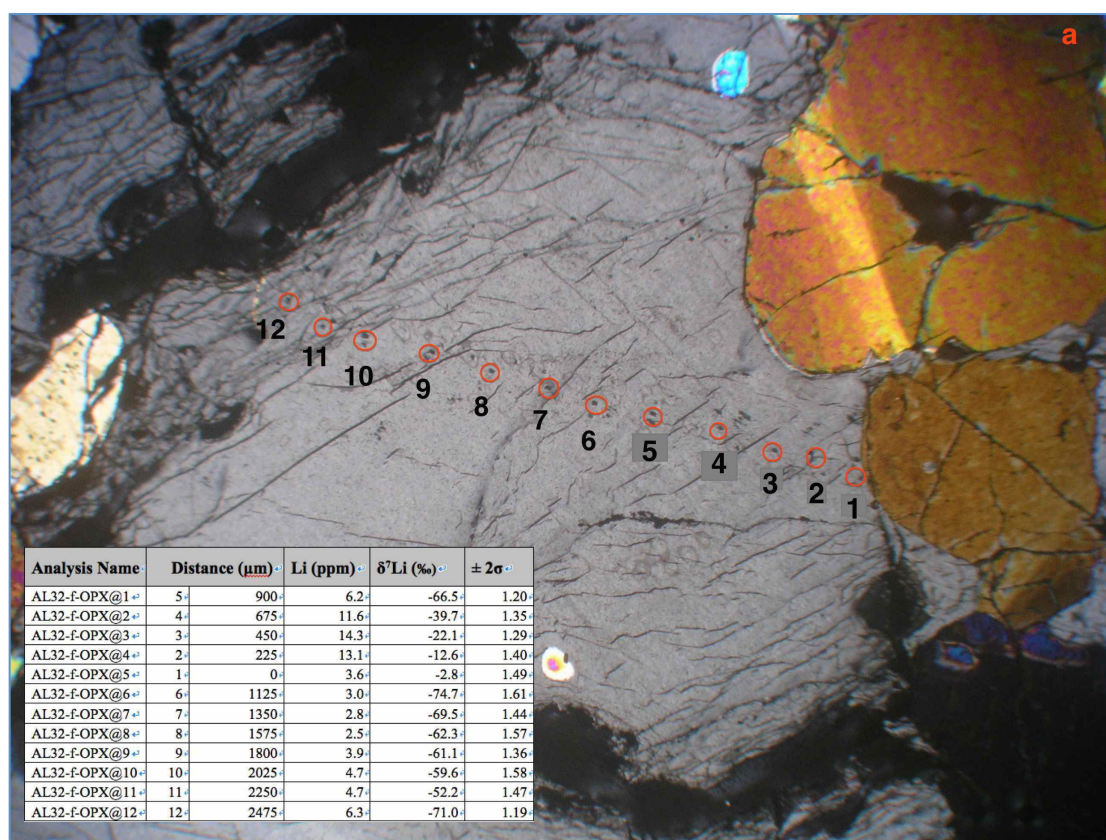 a
12
11
10
9
8
7
6
5
4
3
2
1
Analysis Name Distance (µm) Li (ppm) δ⁷Li (‰) ± 2σ
AL32-f-OPX@1 5 900 6.2 -66.5 1.20
AL32-f-OPX@2 4 675 11.6 -39.7 1.35
AL32-f-OPX@3 3 450 14.3 -22.1 1.29
AL32-f-OPX@4 2 225 13.1 -12.6 1.40
AL32-f-OPX@5 1 0 3.6 -2.8 1.49
AL32-f-OPX@6 6 1125 3.0 -74.7 1.61
AL32-f-OPX@7 7 1350 2.8 -69.5 1.44
AL32-f-OPX@8 8 1575 2.5 -62.3 1.57
AL32-f-OPX@9 9 1800 3.9 -61.1 1.36
AL32-f-OPX@10 10 2025 4.7 -59.6 1.58
AL32-f-OPX@11 11 2250 4.7 -52.2 1.47
AL32-f-OPX@12 12 2475 6.3 -71.0 1.19